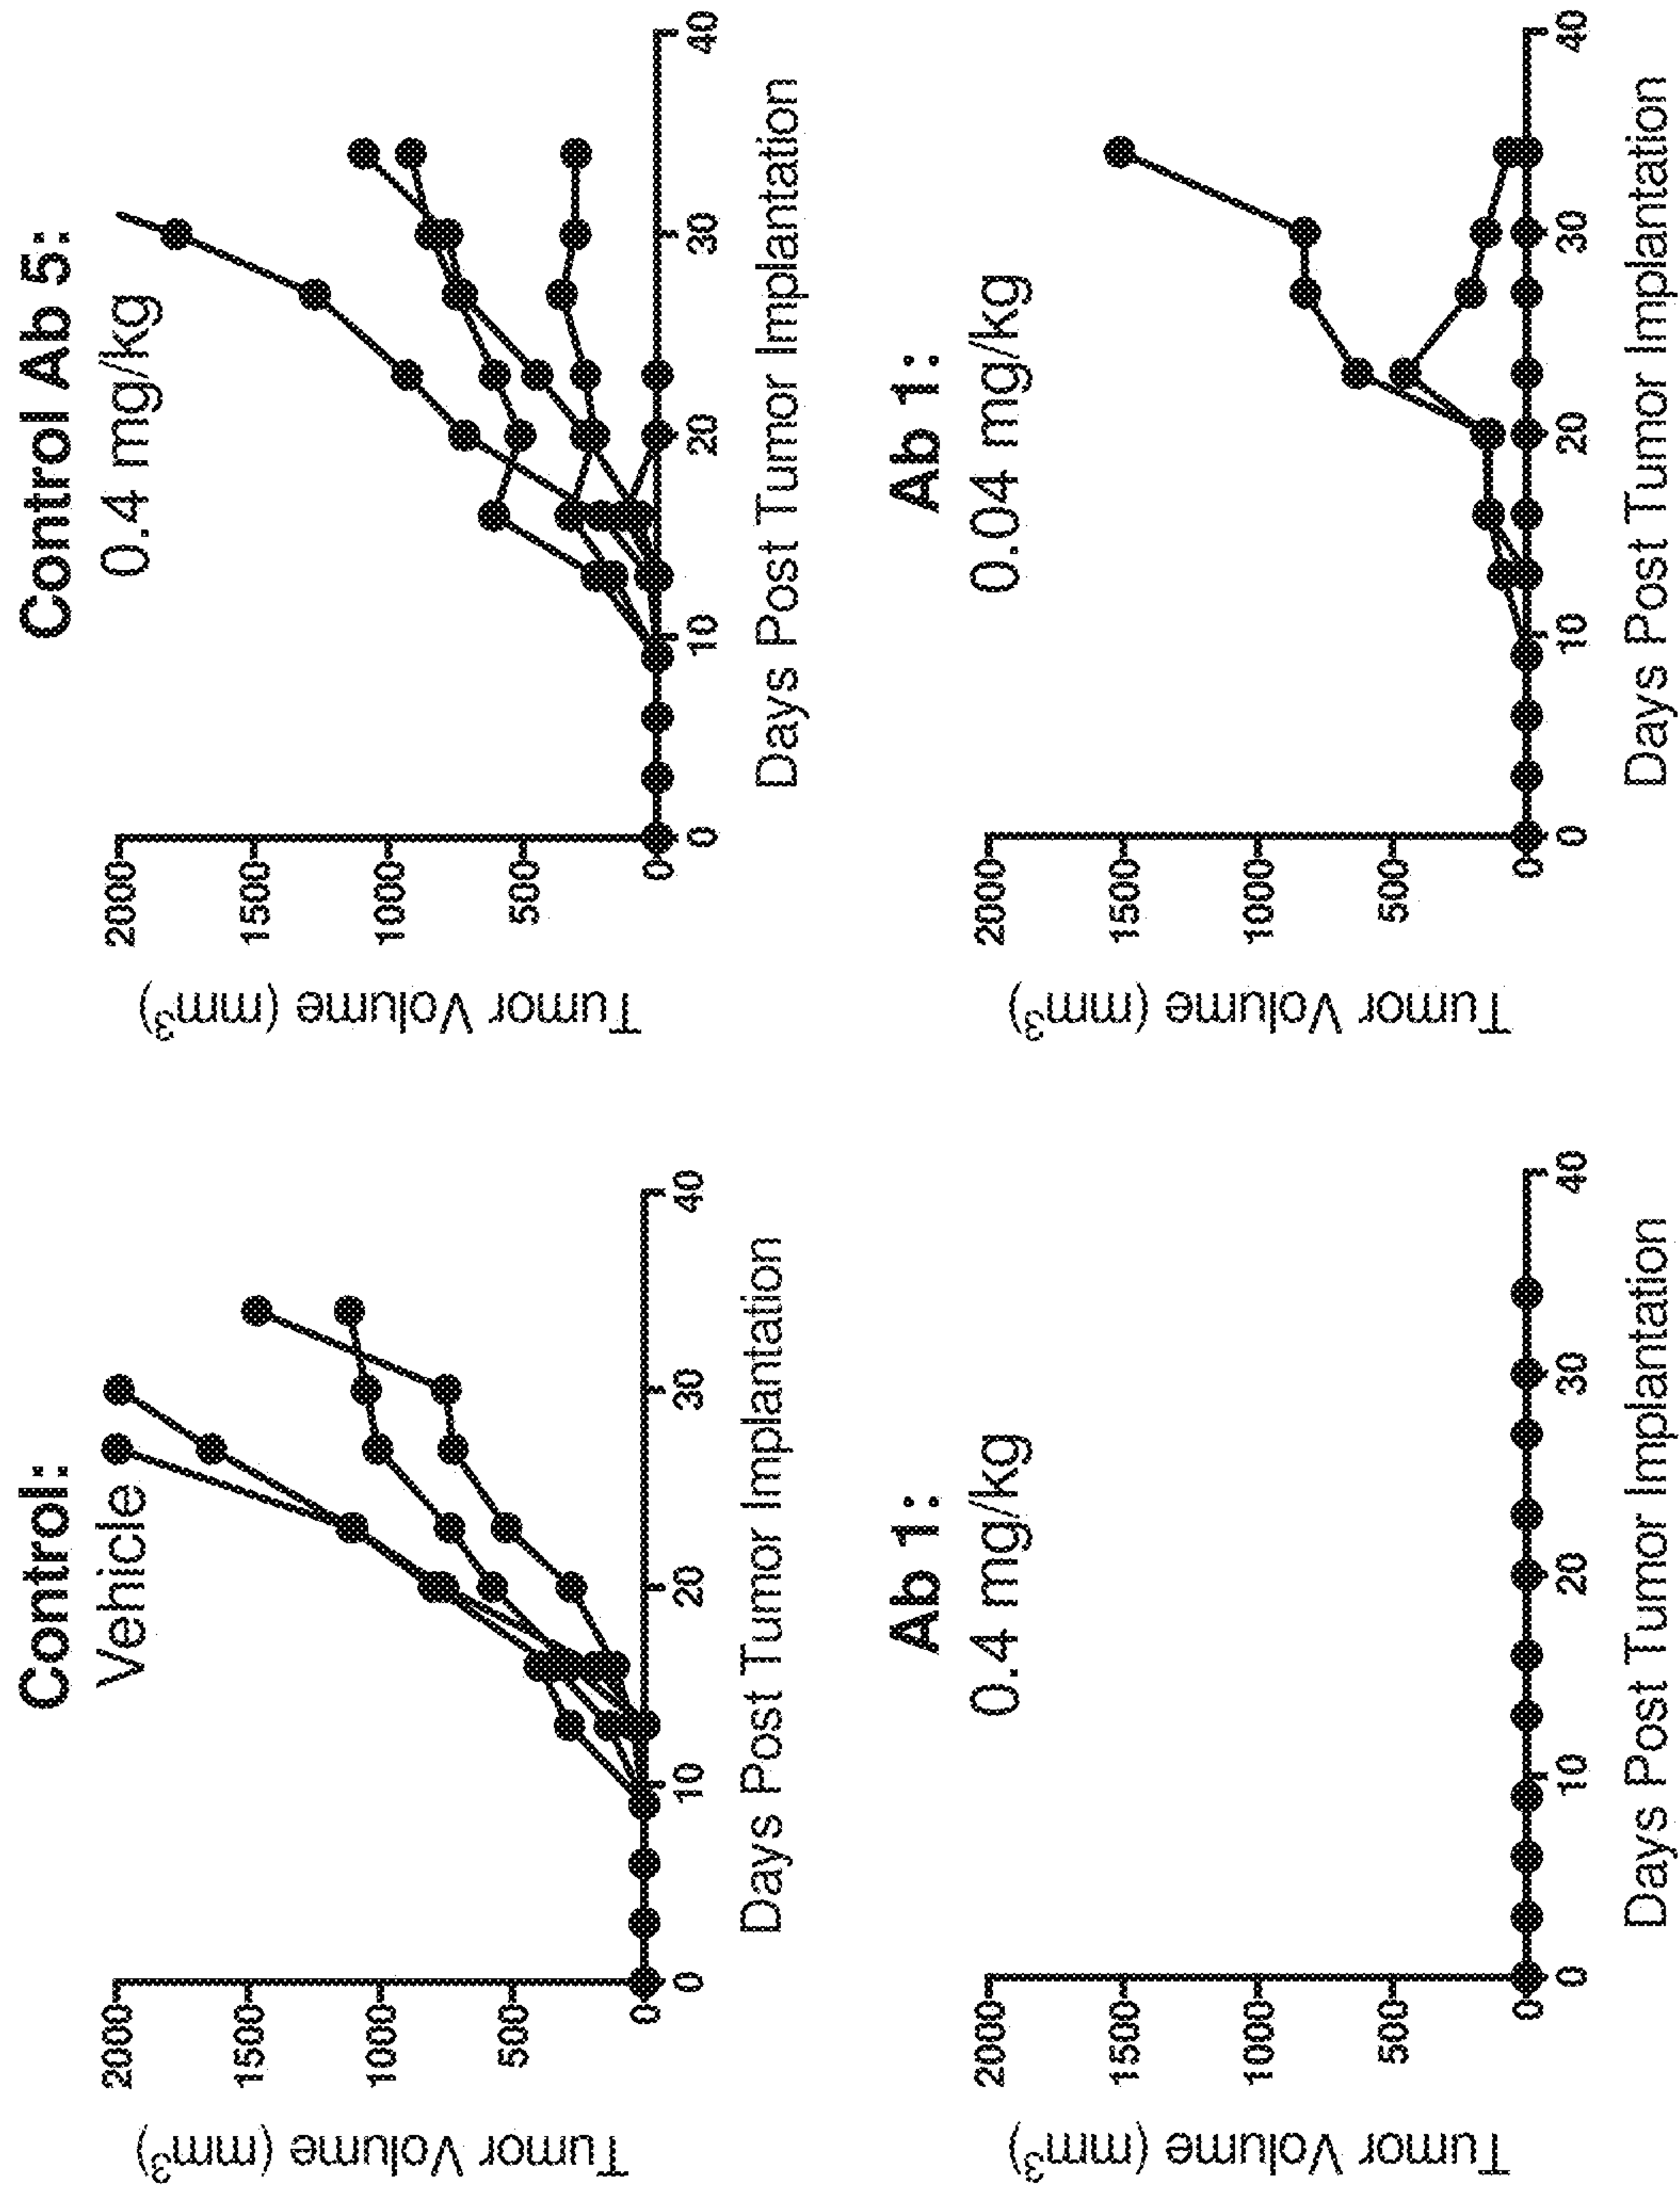 Control:
Vehicle
Tumor Volume (mm³)
2000
1500
1000
500
0
0 10 20 30 40
Days Post Tumor Implantation
Control Ab 5:
0.4 mg/kg
Tumor Volume (mm³)
2000
1500
1000
500
0
0 10 20 30 40
Days Post Tumor Implantation
Ab 1:
0.4 mg/kg
Tumor Volume (mm³)
2000
1500
1000
500
0
0 10 20 30 40
Days Post Tumor Implantation
Ab 1:
0.04 mg/kg
Tumor Volume (mm³)
2000
1500
1000
500
0
0 10 20 30 40
Days Post Tumor Implantation